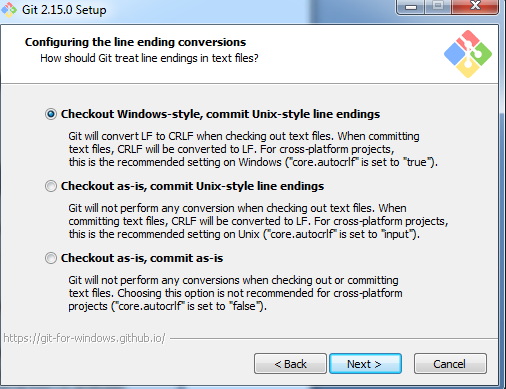 Git 2.15.0 Setup
Configuring the line ending conversions
How should Git treat line endings in text files?
Checkout Windows-style, commit Unix-style line endings
Git will convert LF to CRLF when checking out text files. When committing
text files, CRLF will be converted to LF. For cross-platform projects,
this is the recommended setting on Windows ("core.autocrlf" is set to "true").
Checkout as-is, commit Unix-style line endings
Git will not perform any conversion when checking out text files. When
committing text files, CRLF will be converted to LF. For cross-platform projects,
this is the recommended setting on Unix ("core.autocrlf" is set to "input").
Checkout as-is, commit as-is
Git will not perform any conversions when checking out or committing
text files. Choosing this option is not recommended for cross-platform
projects ("core.autocrlf" is set to "false").
https://git-for-windows.github.io/
< Back
Next >
Cancel